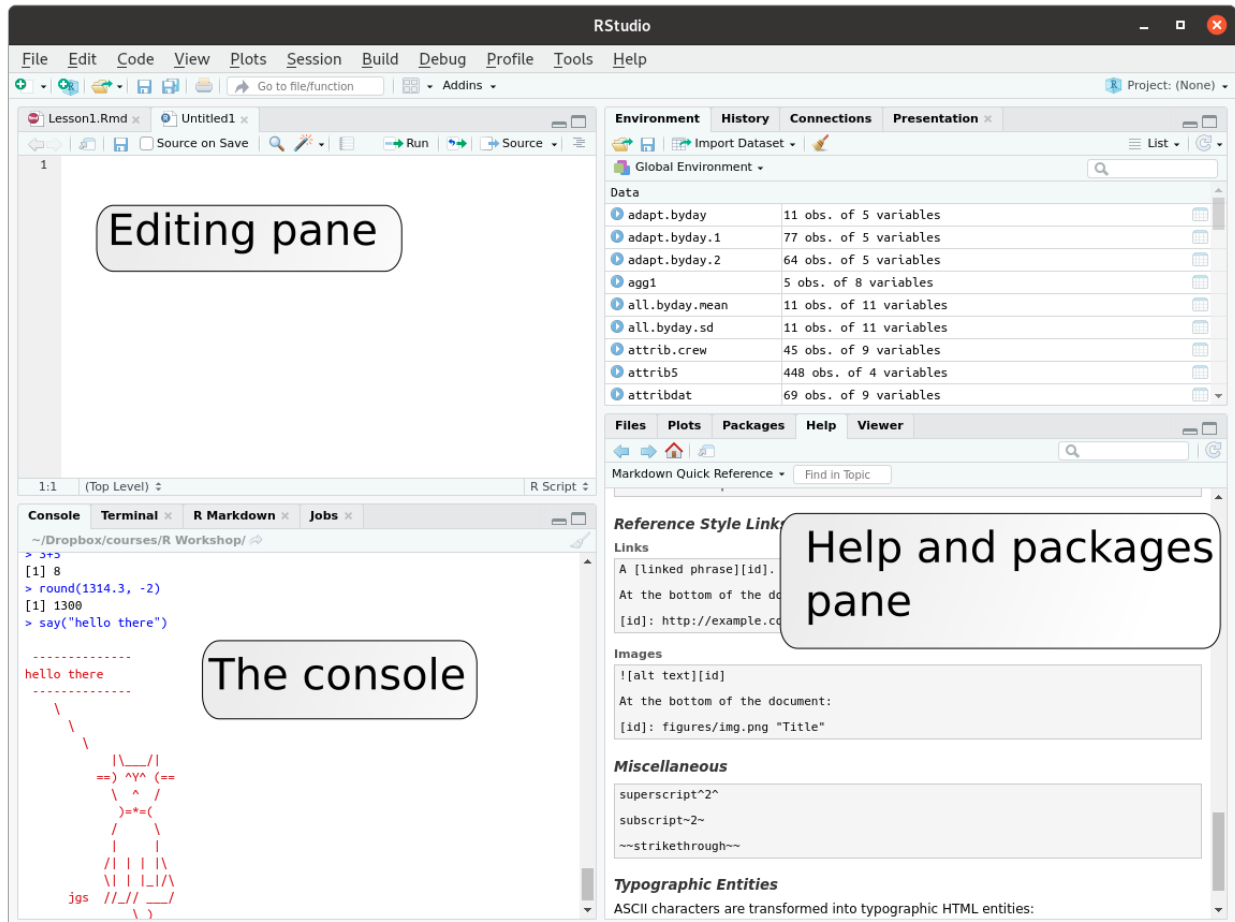 RStudio
File Edit Code View Plots Session Build Debug Profile Tools Help
Go to file/function Addins Project: (None)
Lesson1.Rmd Untitled1
Source on Save Run Source
1
Editing pane
1:1 (Top Level) R Script
Console Terminal R Markdown Jobs
~/Dropbox/courses/R Workshop/
> 3+5
[1] 8
> round(1314.3, -2)
[1] 1300
> say("hello there")
--------------
hello there
--------------
\
\
\
|\___/|
==) ^Y^ (==
\ ^ /
)=*=(
/ \
| |
/| | | |\
\| | |_|/\
jgs //_// ___/
\_)
The console
Environment History Connections Presentation
Import Dataset List
Global Environment
Data
adapt.byday 11 obs. of 5 variables
adapt.byday.1 77 obs. of 5 variables
adapt.byday.2 64 obs. of 5 variables
agg1 5 obs. of 8 variables
all.byday.mean 11 obs. of 11 variables
all.byday.sd 11 obs. of 11 variables
attrib.crew 45 obs. of 9 variables
attrib5 448 obs. of 4 variables
attribdat 69 obs. of 9 variables
Files Plots Packages Help Viewer
Markdown Quick Reference Find in Topic
Reference Style Links
Links
A [linked phrase][id].
At the bottom of the
[id]: http://example.
Help and packages
pane
Images
![alt text][id]
At the bottom of the document:
[id]: figures/img.png "Title"
Miscellaneous
superscript^2^
subscript~2~
~~strikethrough~~
Typographic Entities
ASCII characters are transformed into typographic HTML entities: